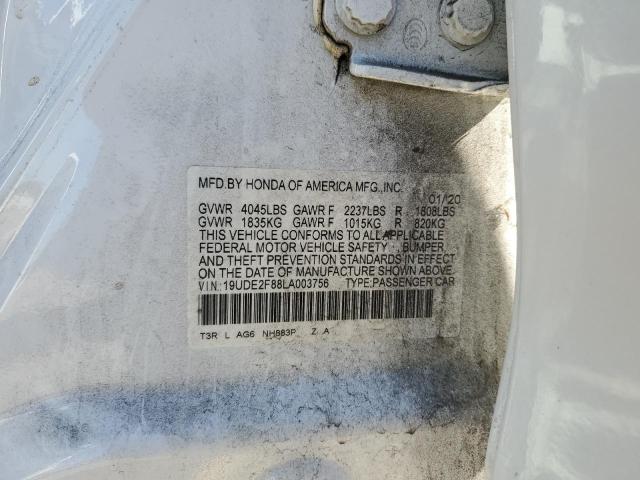 MFD.BY HONDA OF AMERICA MFG.,INC. 01/20
GVWR 4045LBS GAWR F 2237LBS R 1808LBS
GVWR 1835KG GAWR F 1015KG R 820KG
THIS VEHICLE CONFORMS TO ALL APPLICABLE
FEDERAL MOTOR VEHICLE SAFETY , BUMPER,
AND THEFT PREVENTION STANDARDS IN EFFECT
ON THE DATE OF MANUFACTURE SHOWN ABOVE.
VIN:19UDE2F88LA003756 TYPE:PASSENGER CAR
T3R L AG6 NH883P Z A